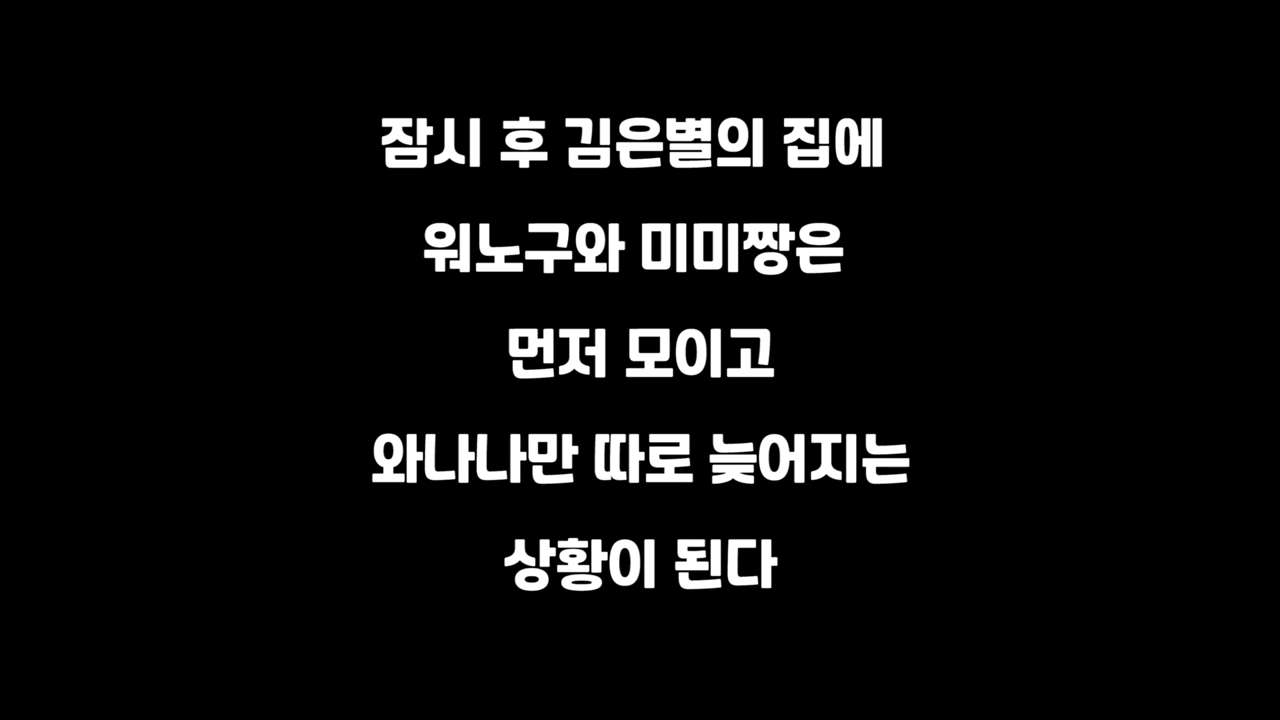 잠시 후 김은별의 집에
워노구와 미미짱은
먼저 모이고
와나나만 따로 늦어지는
상황이 된다